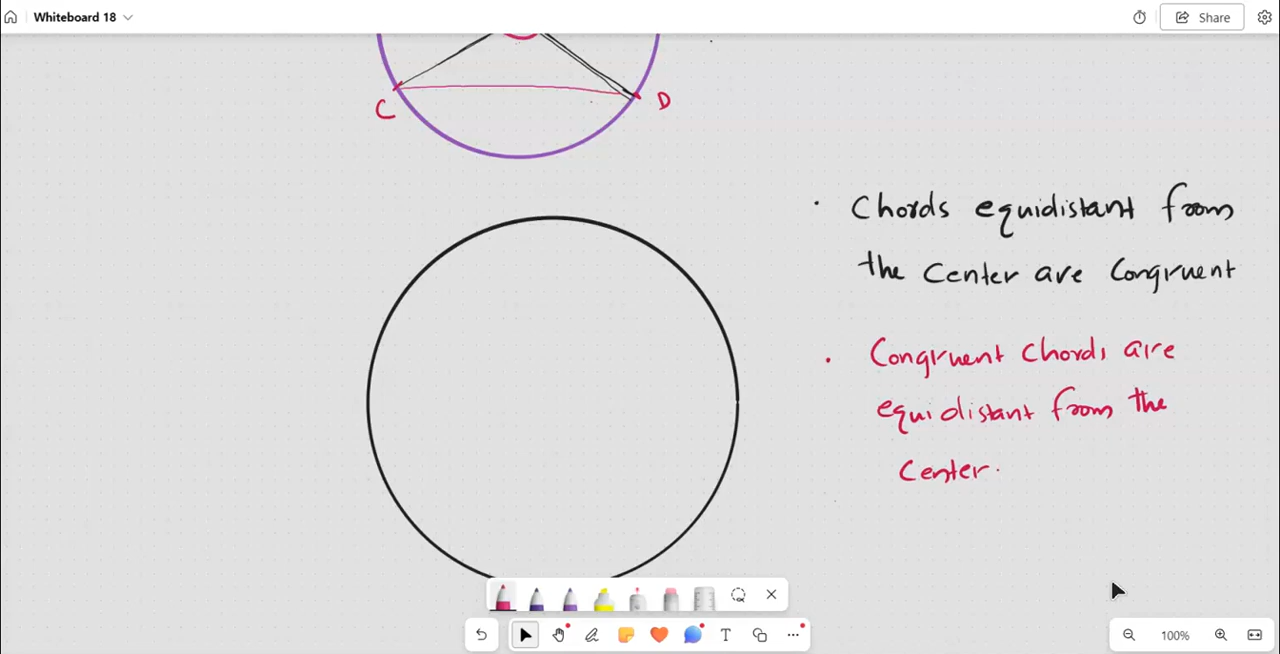 Whiteboard 18
Share
C
D
• Chords equidistant from
the Center are Congruent
• Congruent Chords are
equidistant from the
Center.
T
100%